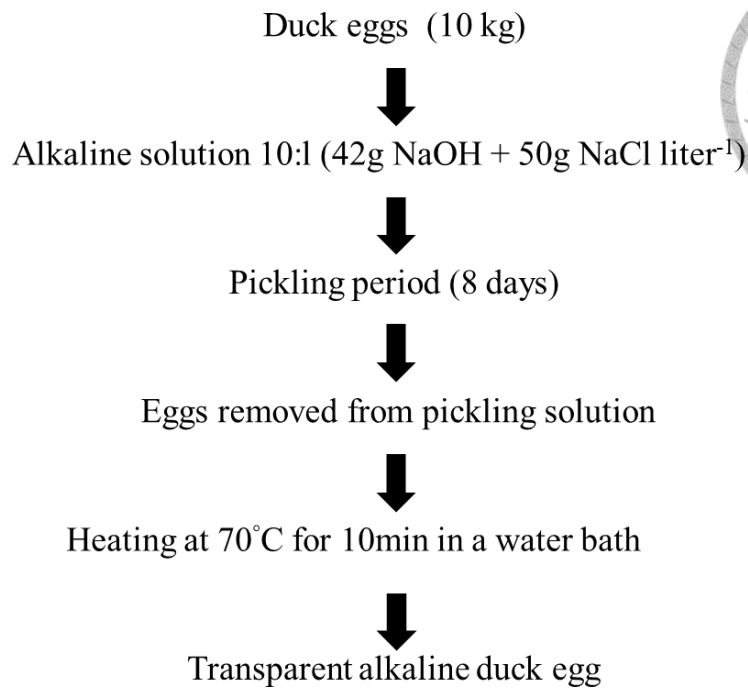 Duck eggs (10 kg)
Alkaline solution 10:l (42g NaOH + 50g NaCl liter⁻¹)
Pickling period (8 days)
Eggs removed from pickling solution
Heating at 70°C for 10min in a water bath
Transparent alkaline duck egg